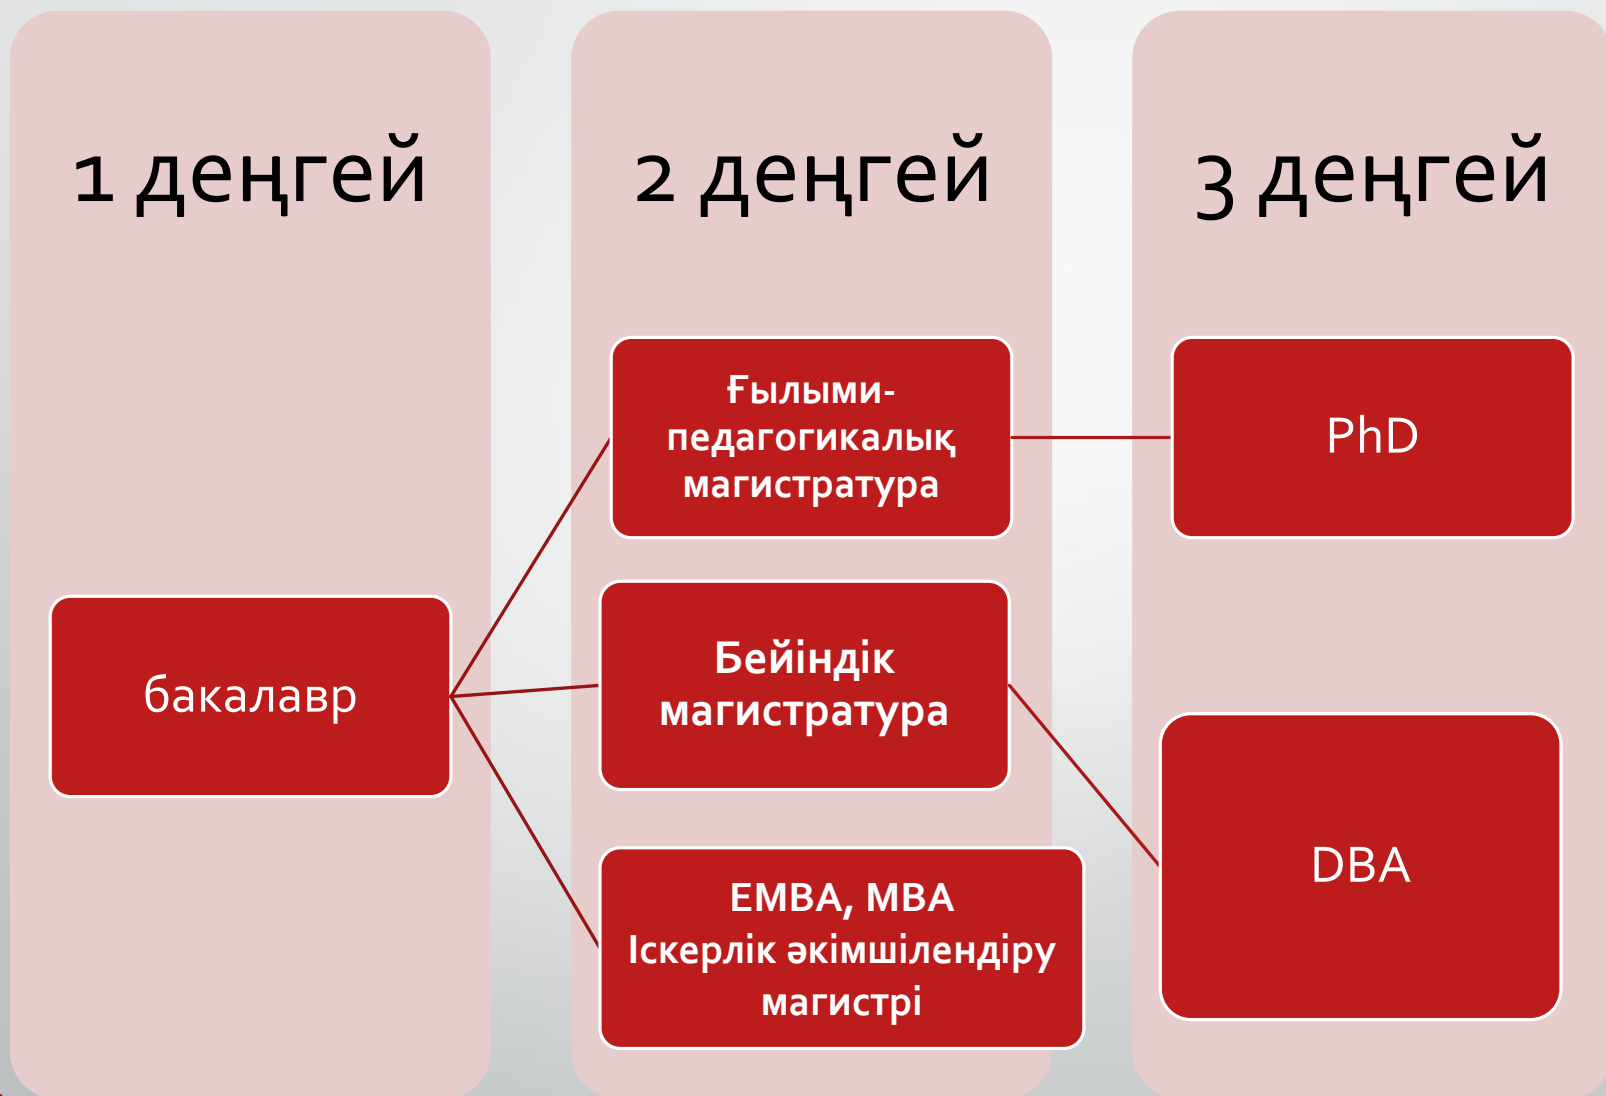 1 деңгей
2 деңгей
3 деңгей
бакалавр
Ғылыми-
педагогикалық
магистратура
Бейіндік
магистратура
EMBA, MBA
Іскерлік әкімшілендіру
магистрі
PhD
DBA